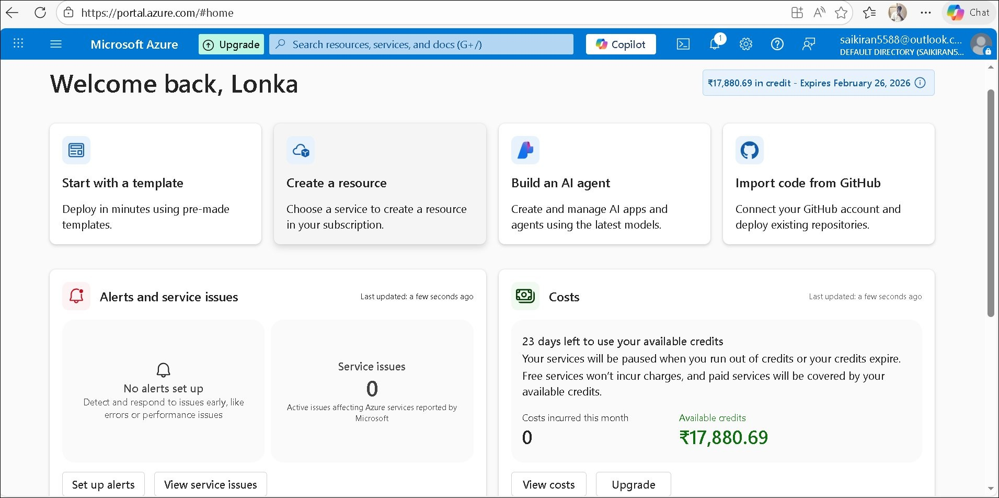 https://portal.azure.com/#home
Chat
Microsoft Azure
Upgrade
Search resources, services, and docs (G+/)
Copilot
1
saikiran5588@outlook.c...
DEFAULT DIRECTORY (SAIKIRAN5...
Welcome back, Lonka
₹17,880.69 in credit - Expires February 26, 2026
Start with a template
Deploy in minutes using pre-made
templates.
Create a resource
Choose a service to create a resource
in your subscription.
Build an AI agent
Create and manage AI apps and
agents using the latest models.
Import code from GitHub
Connect your GitHub account and
deploy existing repositories.
Alerts and service issues
Last updated: a few seconds ago
No alerts set up
Detect and respond to issues early, like
errors or performance issues
Service issues
0
Active issues affecting Azure services reported by
Microsoft
Set up alerts
View service issues
Costs
Last updated: a few seconds ago
23 days left to use your available credits
Your services will be paused when you run out of credits or your credits expire.
Free services won’t incur charges, and paid services will be covered by your
available credits.
Costs incurred this month
0
Available credits
₹17,880.69
View costs
Upgrade